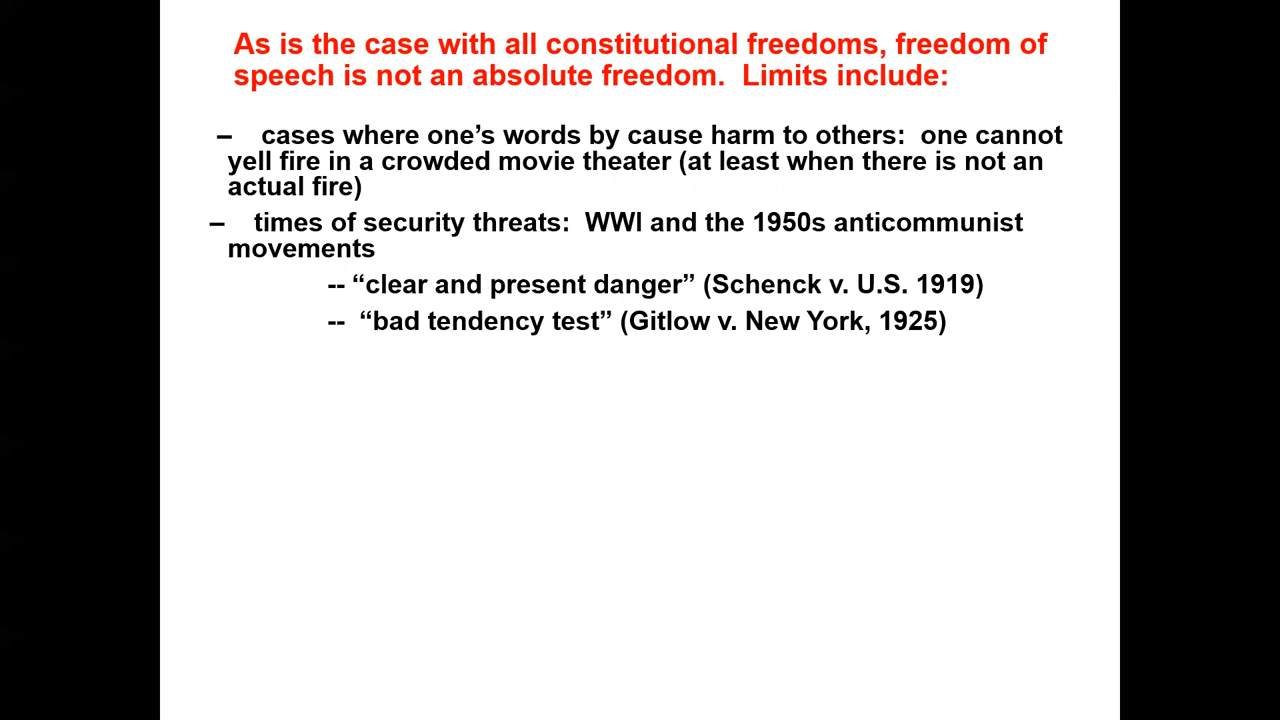 As is the case with all constitutional freedoms, freedom of
speech is not an absolute freedom.  Limits include:
–    cases where one’s words by cause harm to others:  one cannot
yell fire in a crowded movie theater (at least when there is not an
actual fire)
–    times of security threats:  WWI and the 1950s anticommunist
movements
-- “clear and present danger” (Schenck v. U.S. 1919)
--  “bad tendency test” (Gitlow v. New York, 1925)